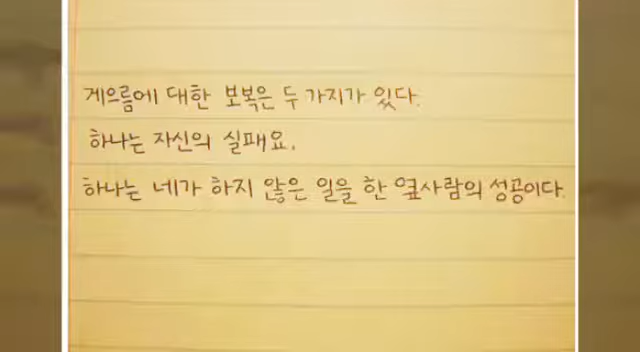 게으름에 대한 보복은 두 가지가 있다.
하나는 자신의 실패요,
하나는 네가 하지 않은 일을 한 옆사람의 성공이다.